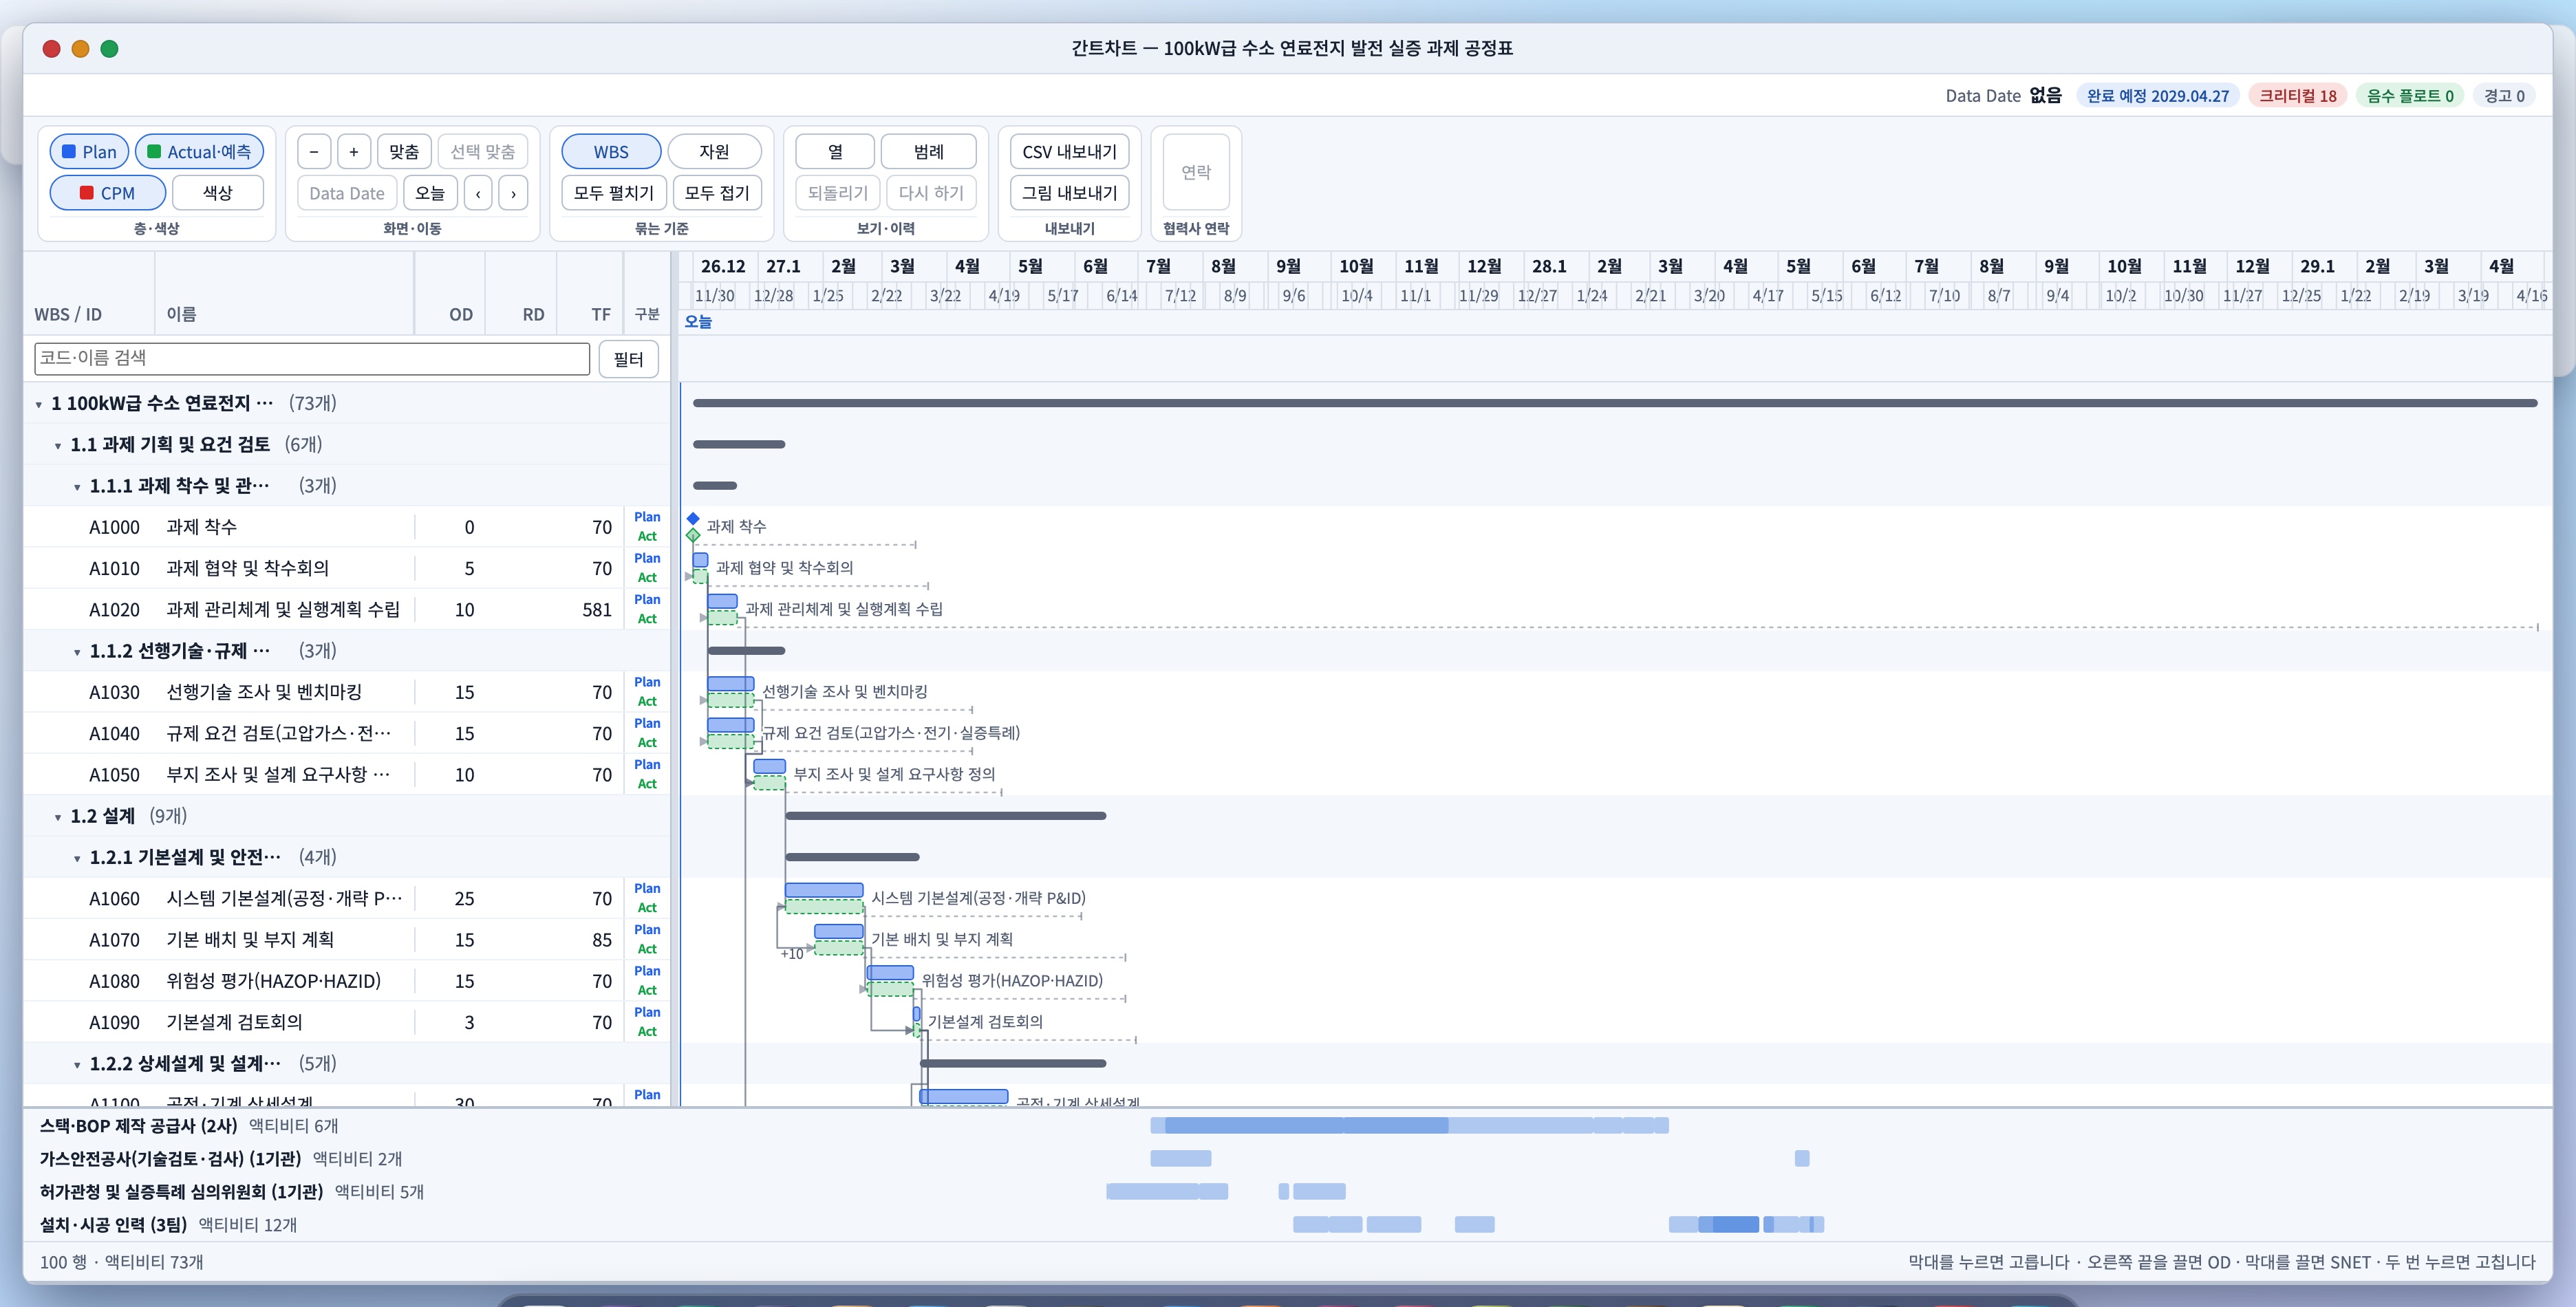 간트차트 — 100kW급 수소 연료전지 발전 실증 과제 공정표
Data Date 없음 완료 예정 2029.04.27 크리티컬 18 음수 플로트 0 경고 0
Plan Actual·예측 − + 맞춤 선택 맞춤 WBS 자원 열 범례 CSV 내보내기 연락
CPM 색상 Data Date 오늘 ‹ › 모두 펼치기 모두 접기 되돌리기 다시 하기 그림 내보내기
층·색상 화면·이동 묶는 기준 보기·이력 내보내기 협력사 연락
26.12 27.1 2월 3월 4월 5월 6월 7월 8월 9월 10월 11월 12월 28.1 2월 3월 4월 5월 6월 7월 8월 9월 10월 11월 12월 29.1 2월 3월 4월
11/30 12/28 1/25 2/22 3/22 4/19 5/17 6/14 7/12 8/9 9/6 10/4 11/1 11/29 12/27 1/24 2/21 3/20 4/17 5/15 6/12 7/10 8/7 9/4 10/2 10/30 11/27 12/25 1/22 2/19 3/19 4/16
WBS / ID 이름 OD RD TF 구분 오늘
코드·이름 검색 필터
1 100kW급 수소 연료전지 … (73개)
1.1 과제 기획 및 요건 검토 (6개)
1.1.1 과제 착수 및 관… (3개)
A1000 과제 착수 0 70 Plan Act 과제 착수
A1010 과제 협약 및 착수회의 5 70 Plan Act 과제 협약 및 착수회의
A1020 과제 관리체계 및 실행계획 수립 10 581 Plan Act 과제 관리체계 및 실행계획 수립
1.1.2 선행기술·규제 … (3개)
A1030 선행기술 조사 및 벤치마킹 15 70 Plan Act 선행기술 조사 및 벤치마킹
A1040 규제 요건 검토(고압가스·전… 15 70 Plan Act 규제 요건 검토(고압가스·전기·실증특례)
A1050 부지 조사 및 설계 요구사항 … 10 70 Plan Act 부지 조사 및 설계 요구사항 정의
1.2 설계 (9개)
1.2.1 기본설계 및 안전… (4개)
A1060 시스템 기본설계(공정·개략 P… 25 70 Plan Act 시스템 기본설계(공정·개략 P&ID)
A1070 기본 배치 및 부지 계획 15 85 Plan Act +10 기본 배치 및 부지 계획
A1080 위험성 평가(HAZOP·HAZID) 15 70 Plan Act 위험성 평가(HAZOP·HAZID)
A1090 기본설계 검토회의 3 70 Plan Act 기본설계 검토회의
1.2.2 상세설계 및 설계… (5개)
A1100 공정·기계 상세설계 30 70 Plan 공정·기계 상세설계
스택·BOP 제작 공급사 (2사) 액티비티 6개
가스안전공사(기술검토·검사) (1기관) 액티비티 2개
허가관청 및 실증특례 심의위원회 (1기관) 액티비티 5개
설치·시공 인력 (3팀) 액티비티 12개
100 행 · 액티비티 73개 막대를 누르면 고릅니다 · 오른쪽 끝을 끌면 OD · 막대를 끌면 SNET · 두 번 누르면 고칩니다